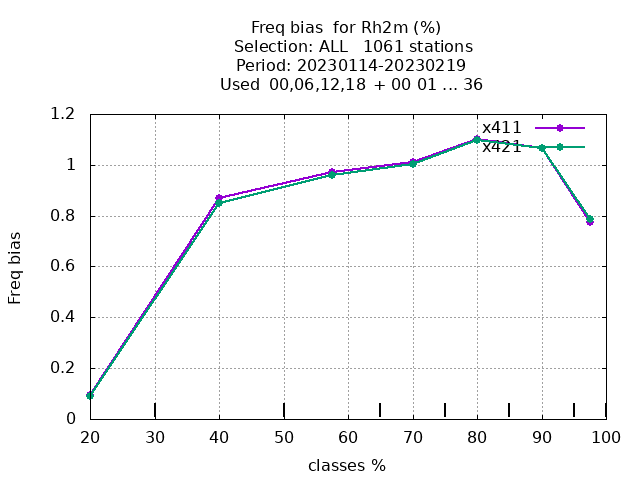 Freq bias  for Rh2m (%)
Selection: ALL   1061 stations
Period: 20230114-20230219
Used  00,06,12,18  + 00 01 ... 36
1.2
1
0.8
0.6
0.4
0.2
0
Freq bias
x411
x421
20 30 40 50 60 70 80 90 100
classes %